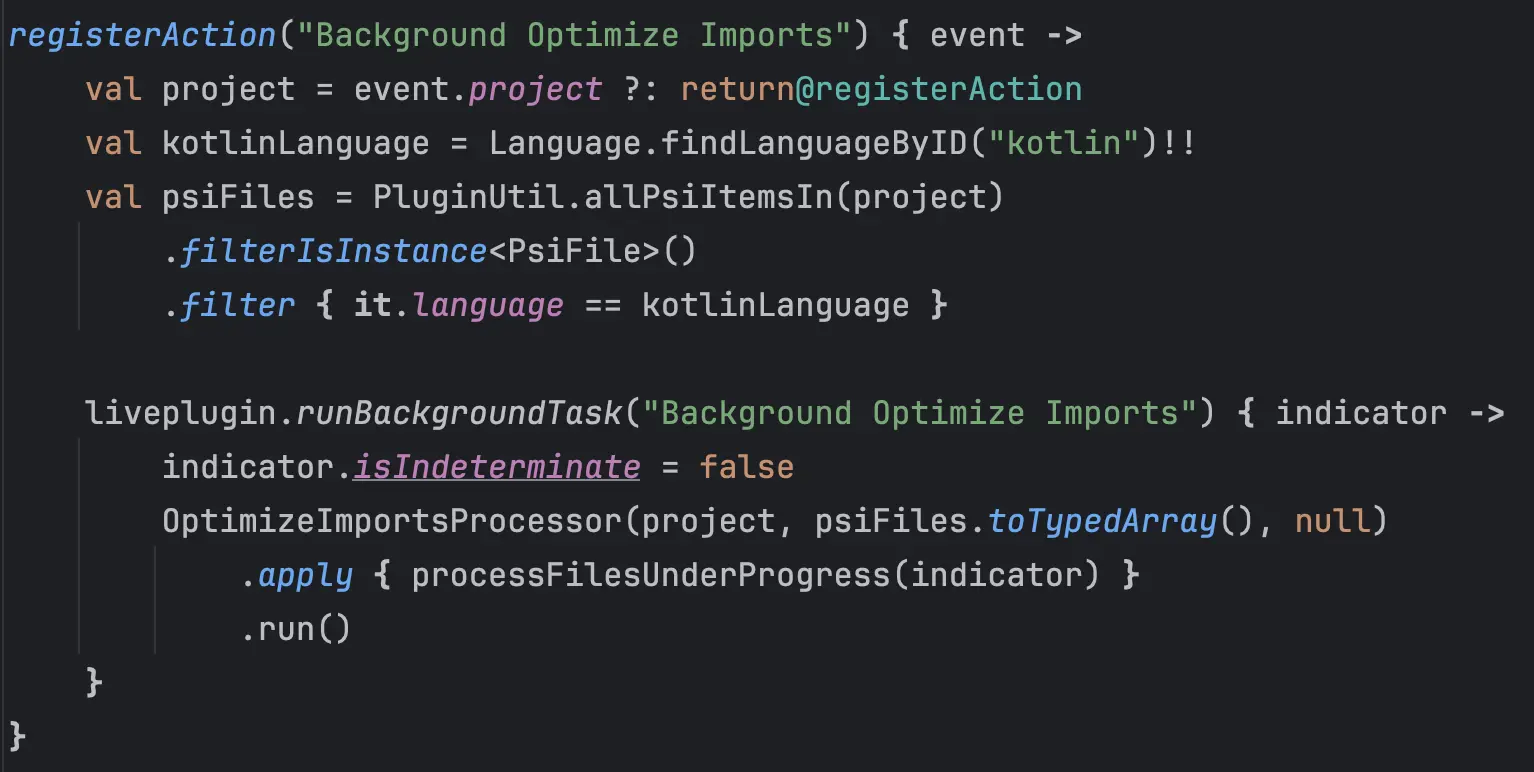 registerAction("Background Optimize Imports") { event ->
    val project = event.project ?: return@registerAction
    val kotlinLanguage = Language.findLanguageByID("kotlin")!!
    val psiFiles = PluginUtil.allPsiItemsIn(project)
        .filterIsInstance<PsiFile>()
        .filter { it.language == kotlinLanguage }

    liveplugin.runBackgroundTask("Background Optimize Imports") { indicator ->
        indicator.isIndeterminate = false
        OptimizeImportsProcessor(project, psiFiles.toTypedArray(), null)
            .apply { processFilesUnderProgress(indicator) }
            .run()
    }
}